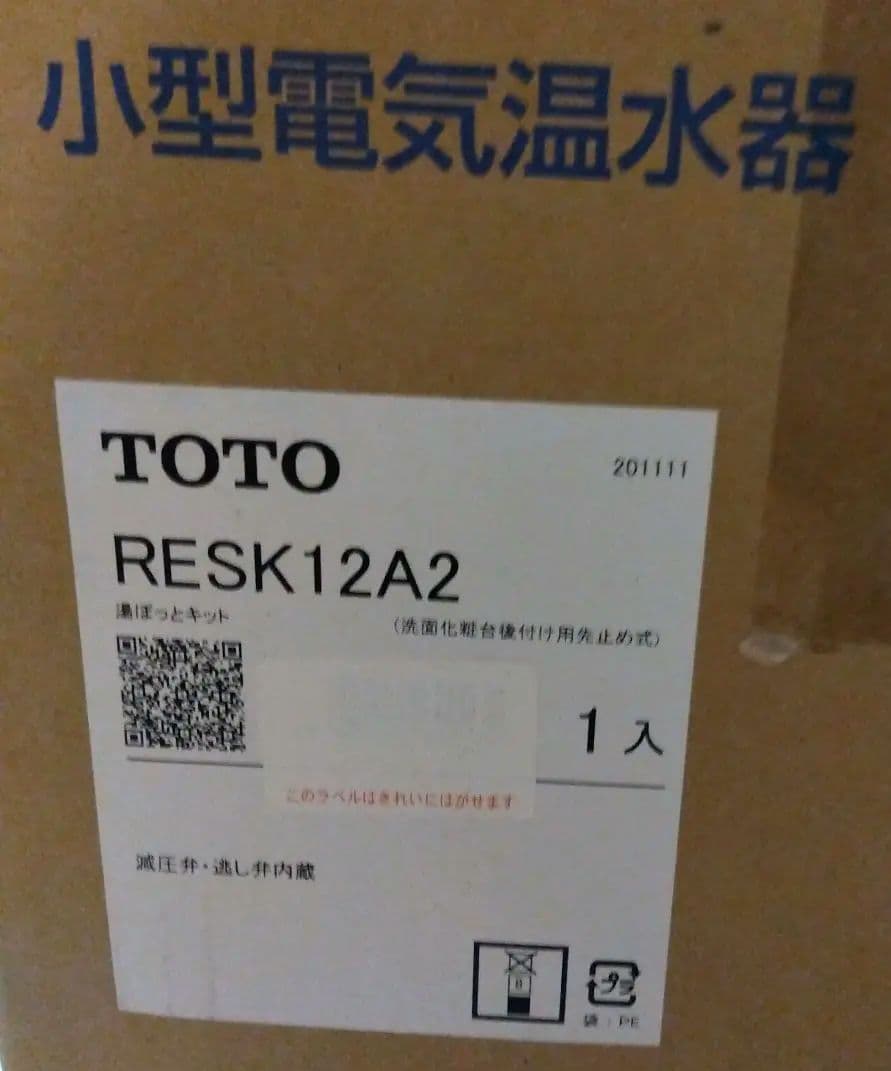 小型電気温水器
TOTO
201111
RESK12A2
湯ぽっとキット
(洗面化粧台後付け用先止め式)
1入
このラベルはきれいにはがせます
減圧弁・逃し弁内蔵
プラ
袋:PE